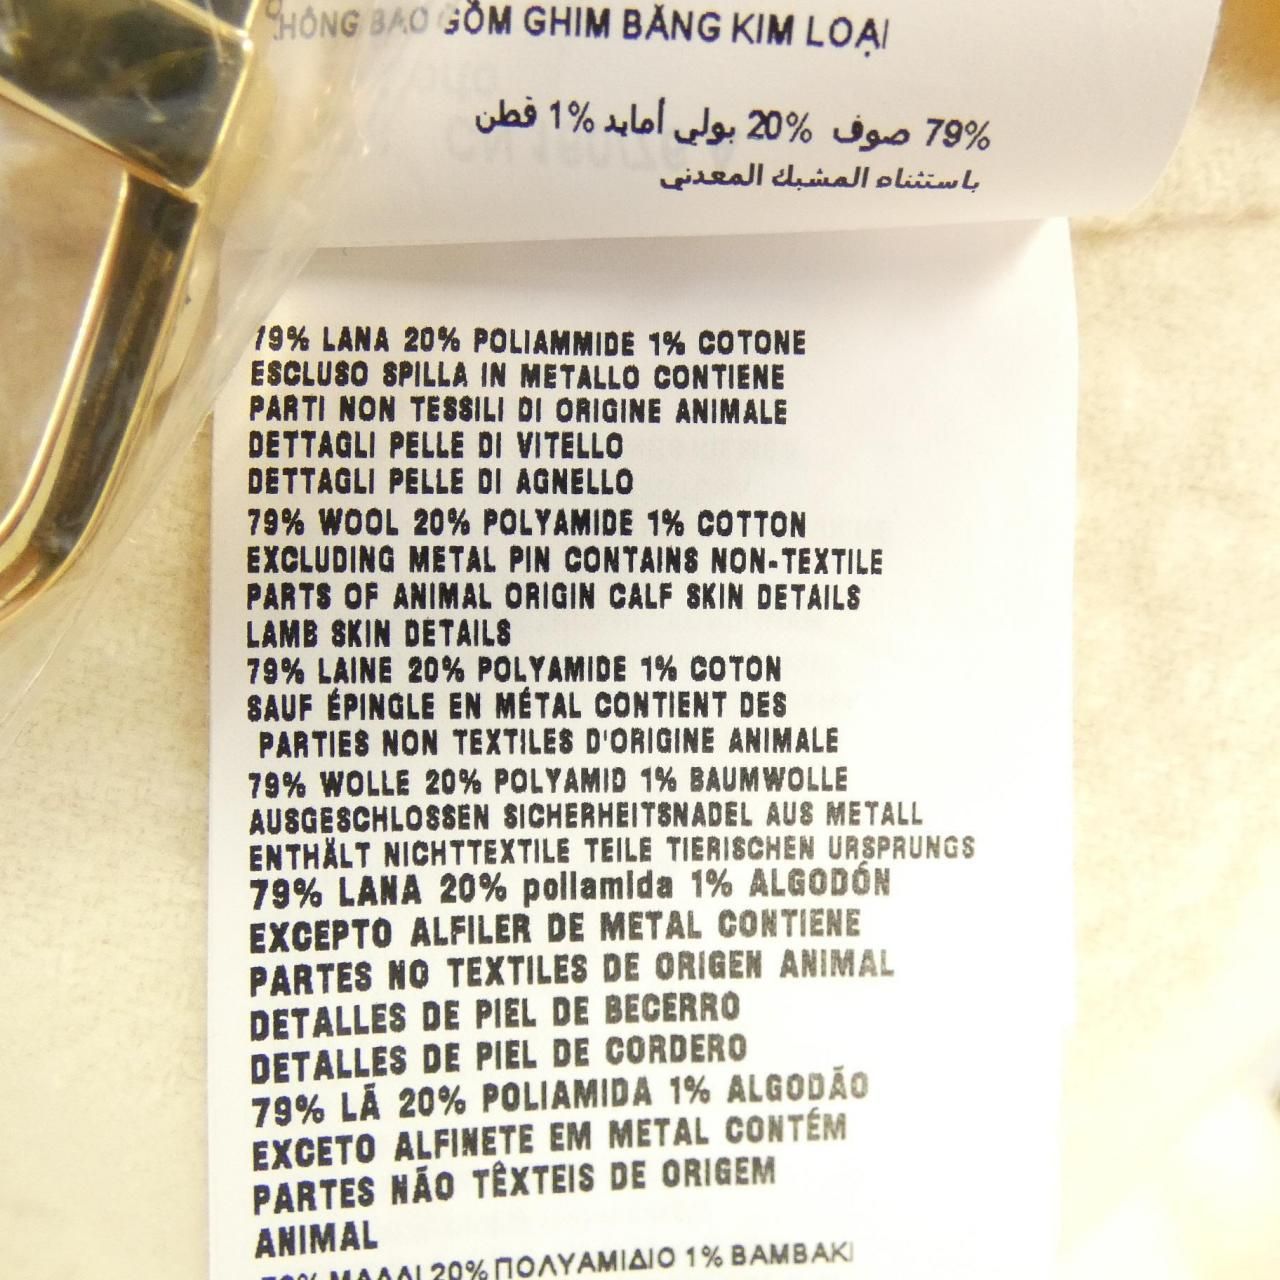 GỒM GHIM BĂNG KIM LOẠI
79% صوف 20% بولي أمايد 1% قطن
باستثناء المشبك المعدني
79% LANA 20% POLIAMMIDE 1% COTONE
ESCLUSO SPILLA IN METALLO CONTIENE
PARTI NON TESSILI DI ORIGINE ANIMALE
DETTAGLI PELLE DI VITELLO
DETTAGLI PELLE DI AGNELLO
79% WOOL 20% POLYAMIDE 1% COTTON
EXCLUDING METAL PIN CONTAINS NON-TEXTILE
PARTS OF ANIMAL ORIGIN CALF SKIN DETAILS
LAMB SKIN DETAILS
79% LAINE 20% POLYAMIDE 1% COTON
SAUF ÉPINGLE EN MÉTAL CONTIENT DES
PARTIES NON TEXTILES D'ORIGINE ANIMALE
79% WOLLE 20% POLYAMID 1% BAUMWOLLE
AUSGESCHLOSSEN SICHERHEITSNADEL AUS METALL
ENTHÄLT NICHTTEXTILE TEILE TIERISCHEN URSPRUNGS
79% LANA 20% poliamida 1% ALGODÓN
EXCEPTO ALFILER DE METAL CONTIENE
PARTES NO TEXTILES DE ORIGEN ANIMAL
DETALLES DE PIEL DE BECERRO
DETALLES DE PIEL DE CORDERO
79% LÃ 20% POLIAMIDA 1% ALGODÃO
EXCETO ALFINETE EM METAL CONTÉM
PARTES NÃO TÊXTEIS DE ORIGEM
ANIMAL
20% ΠΟΛΥΑΜΙΔΙΟ 1% ΒΑΜΒΑΚΙ